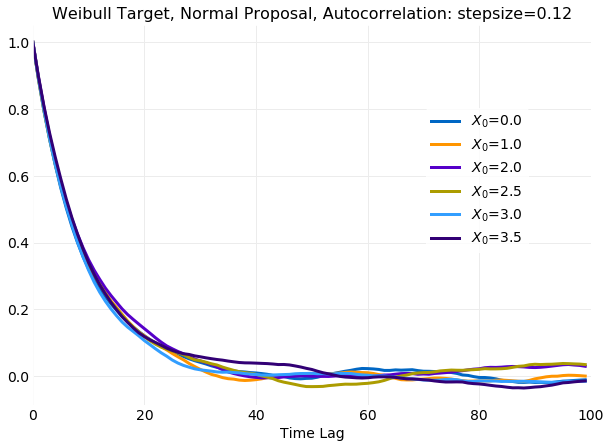 Weibull Target, Normal Proposal, Autocorrelation: stepsize=0.12
1.0
0.8
0.6
0.4
0.2
0.0
X₀=0.0
X₀=1.0
X₀=2.0
X₀=2.5
X₀=3.0
X₀=3.5
0 20 40 60 80 100
Time Lag